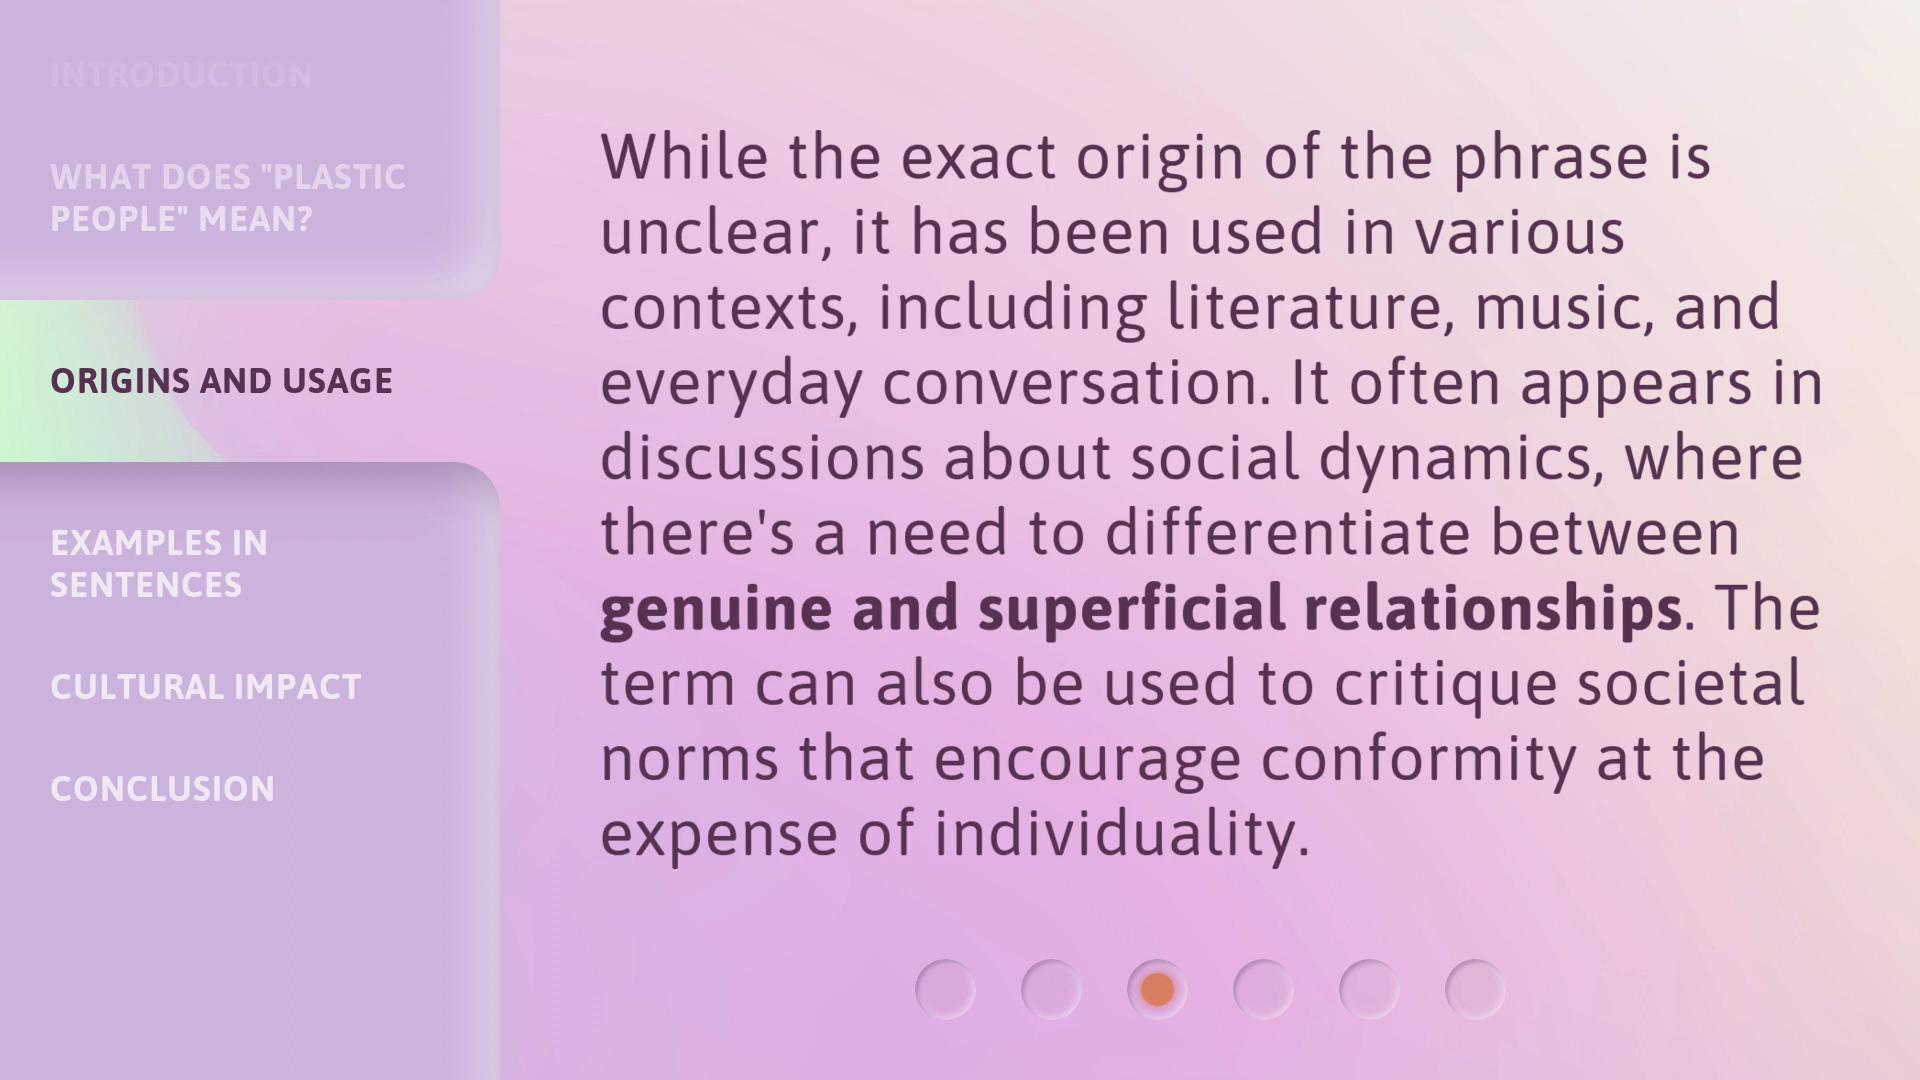 INTRODUCTION
WHAT DOES "PLASTIC
PEOPLE" MEAN?
ORIGINS AND USAGE
EXAMPLES IN
SENTENCES
CULTURAL IMPACT
CONCLUSION
While the exact origin of the phrase is
unclear, it has been used in various
contexts, including literature, music, and
everyday conversation. It often appears in
discussions about social dynamics, where
there's a need to differentiate between
genuine and superficial relationships. The
term can also be used to critique societal
norms that encourage conformity at the
expense of individuality.